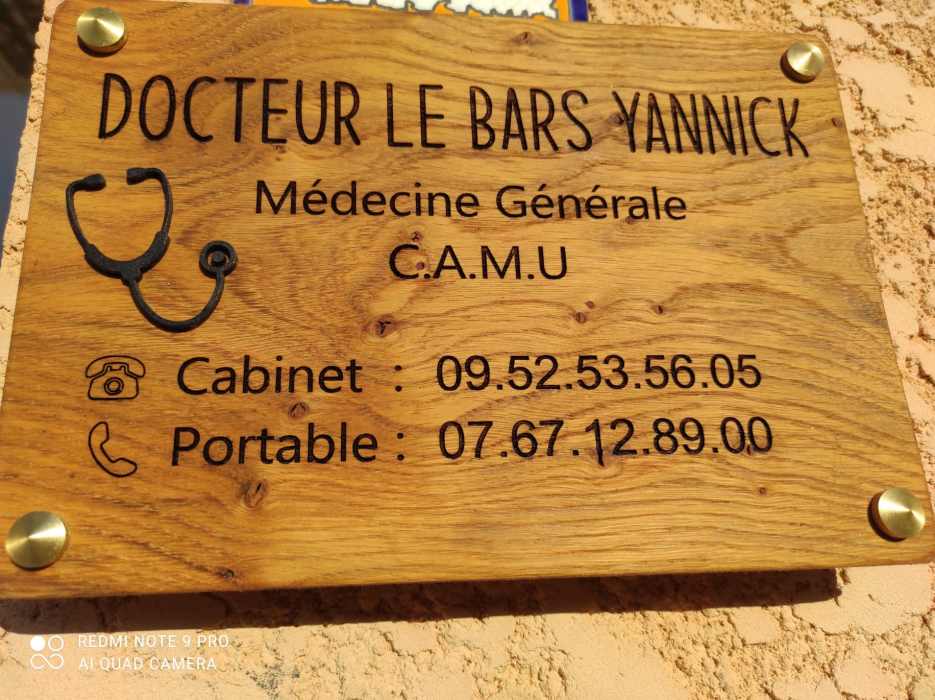 DOCTEUR LE BARS YANNICK
Médecine Générale
C.A.M.U
Cabinet : 09.52.53.56.05
Portable : 07.67.12.89.00
REDMI NOTE 9 PRO
AI QUAD CAMERA